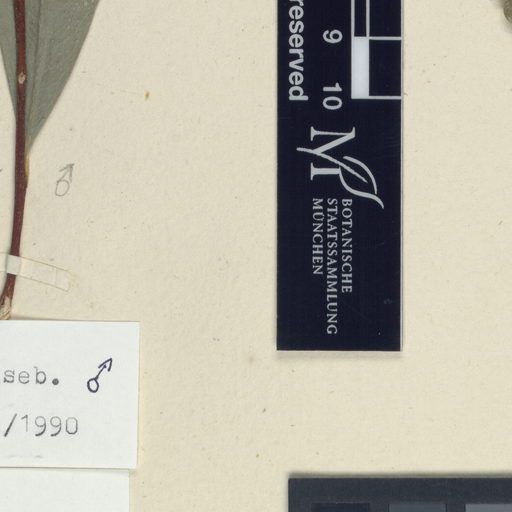 reserved
9 10
BOTANISCHE
STAATSSAMMLUNG
MÜNCHEN
♂
seb. ♂
/1990